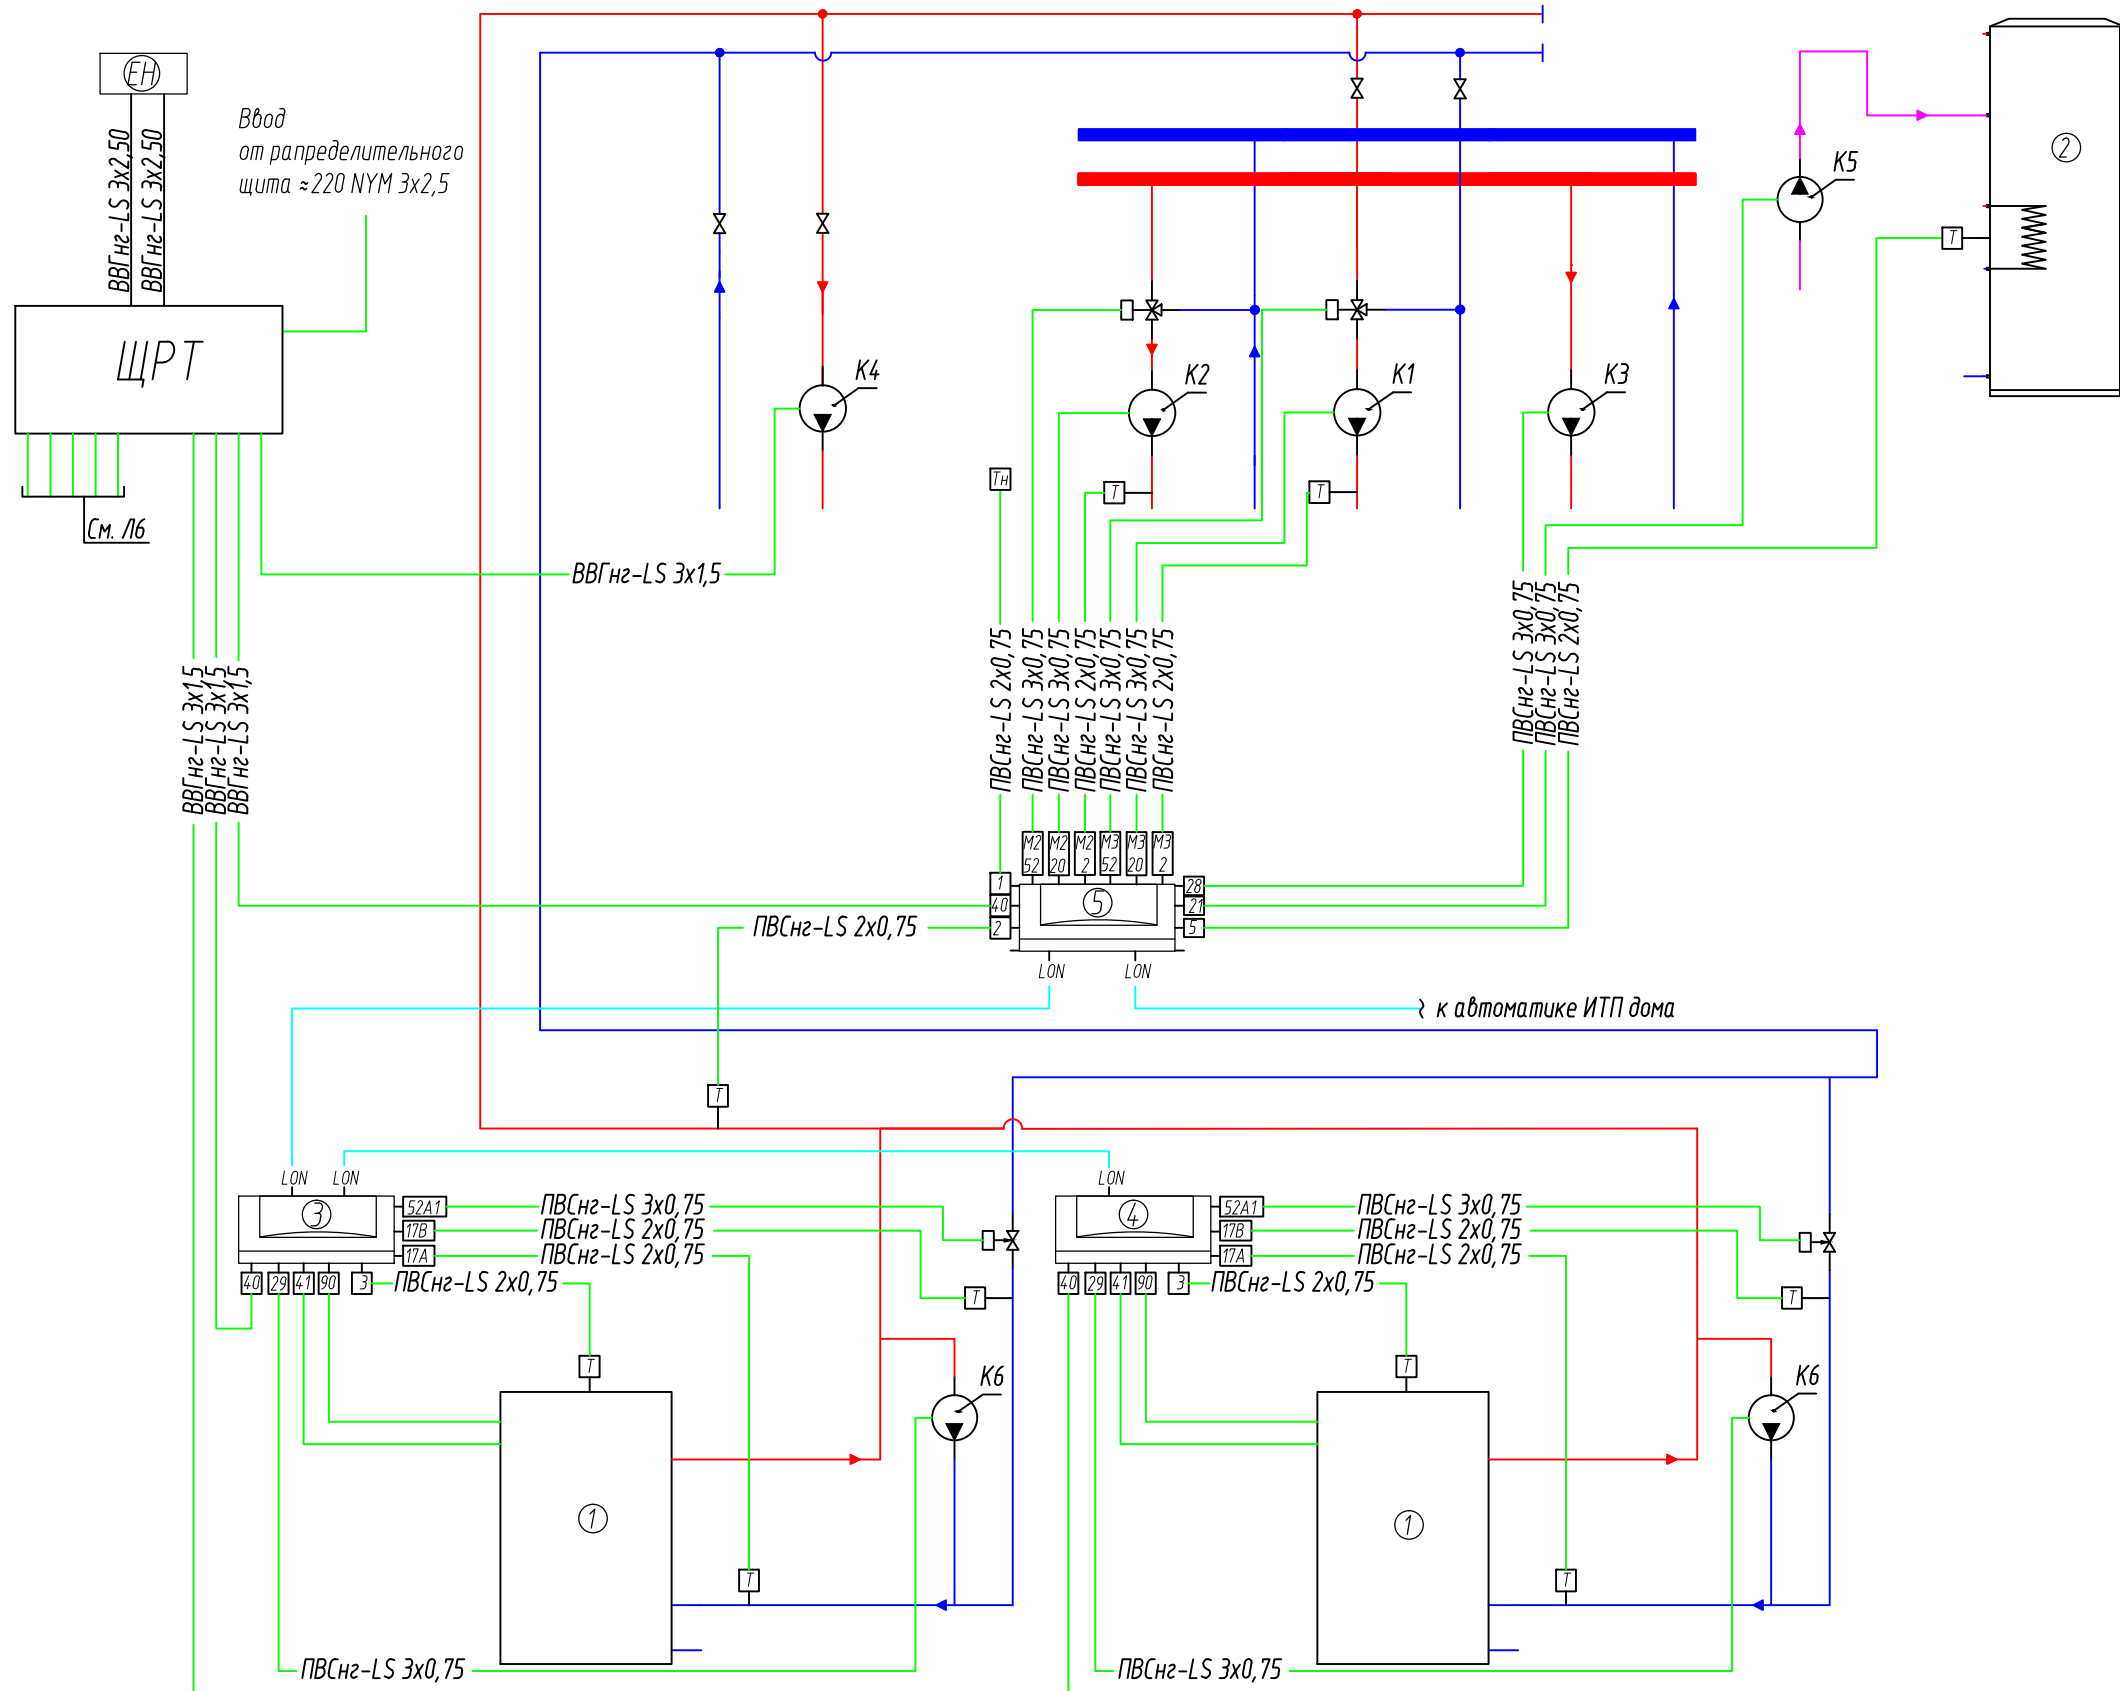 ЕН
ВВГнг-LS 3х2,50
ВВГнг-LS 3х2,50
Ввод
от рапределительного
щита ≈220 NYM 3х2,5
ЩРТ
См. Л6
К4
К2
К1
К3
К5
2
Т
Тн
Т
Т
ВВГнг-LS 3х1,5
ВВГнг-LS 3х1,5
ВВГнг-LS 3х1,5
ВВГнг-LS 3х1,5
ПВСнг-LS 2х0,75
ПВСнг-LS 3х0,75
ПВСнг-LS 3х0,75
ПВСнг-LS 2х0,75
ПВСнг-LS 3х0,75
ПВСнг-LS 3х0,75
ПВСнг-LS 2х0,75
ПВСнг-LS 3х0,75
ПВСнг-LS 3х0,75
ПВСнг-LS 2х0,75
М2 52
М2 20
М2 2
М3 52
М3 20
М3 2
1
40
2
5
28
21
5
ПВСнг-LS 2х0,75
LON
LON
к автоматике ИТП дома
Т
LON
LON
3
52А1
17В
17А
ПВСнг-LS 3х0,75
ПВСнг-LS 2х0,75
ПВСнг-LS 2х0,75
40
29
41
90
3
ПВСнг-LS 2х0,75
Т
Т
К6
1
Т
ПВСнг-LS 3х0,75
LON
4
52А1
17В
17А
ПВСнг-LS 3х0,75
ПВСнг-LS 2х0,75
ПВСнг-LS 2х0,75
40
29
41
90
3
ПВСнг-LS 2х0,75
Т
Т
К6
1
Т
ПВСнг-LS 3х0,75